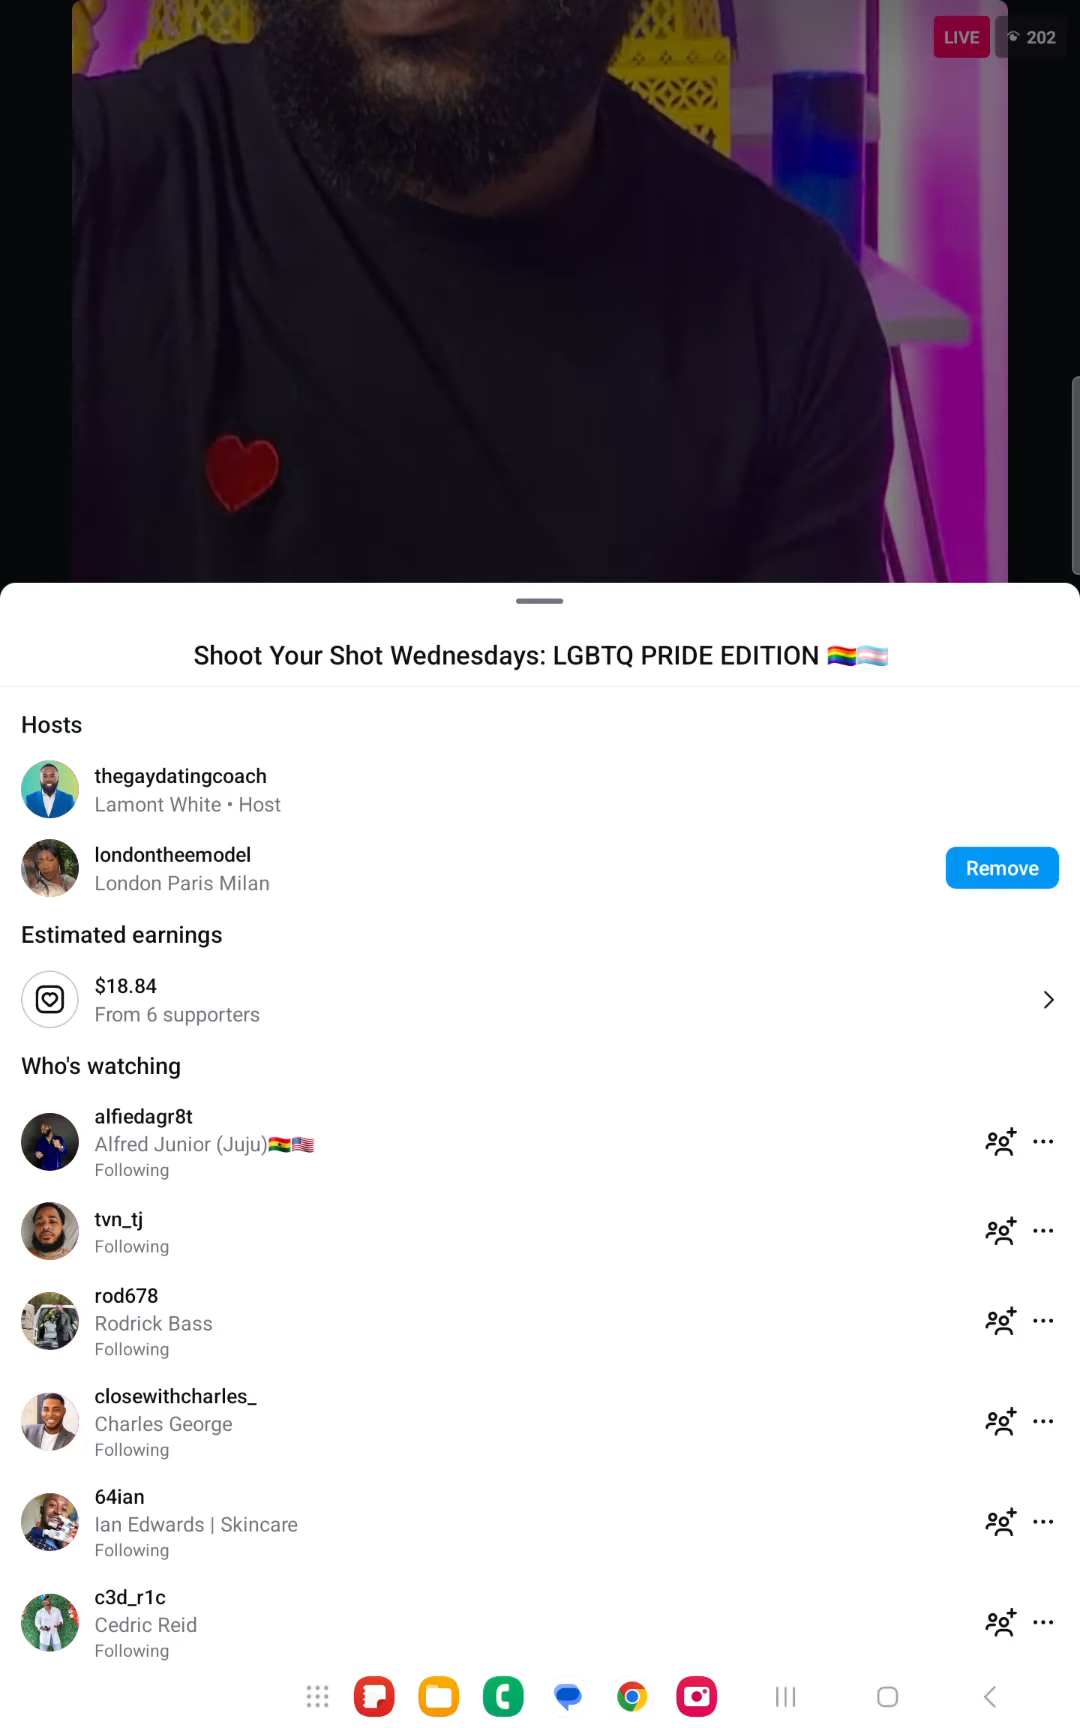 LIVE 202
Shoot Your Shot Wednesdays: LGBTQ PRIDE EDITION 🏳️‍🌈🏳️‍⚧️
Hosts
thegaydatingcoach
Lamont White • Host
londontheemodel
London Paris Milan
Remove
Estimated earnings
$18.84
From 6 supporters
Who's watching
alfiedagr8t
Alfred Junior (Juju)🇬🇭🇺🇸
Following
tvn_tj
Following
rod678
Rodrick Bass
Following
closewithcharles_
Charles George
Following
64ian
Ian Edwards | Skincare
Following
c3d_r1c
Cedric Reid
Following